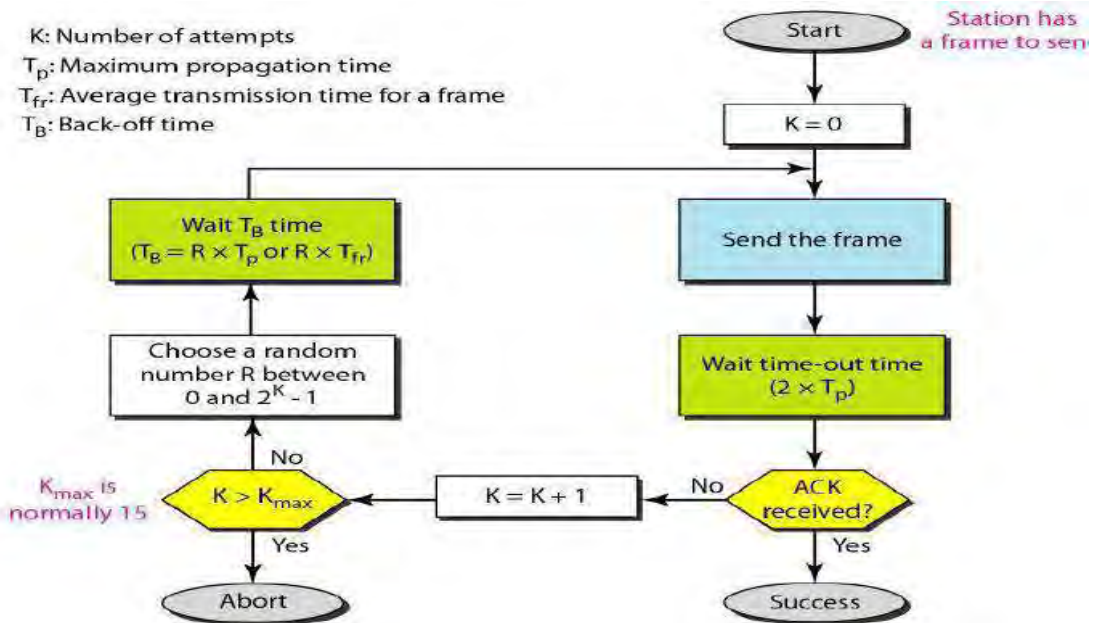 K: Number of attempts
Tp: Maximum propagation time
Tfr: Average transmission time for a frame
TB: Back-off time
Start
Station has
a frame to sen
K = 0
Wait TB time
(TB = R × Tp or R × Tfr)
Send the frame
Choose a random
number R between
0 and 2^K - 1
Wait time-out time
(2 × Tp)
No
Kmax is
normally 15
K > Kmax
K = K + 1
No
ACK
received?
Yes
Yes
Abort
Success